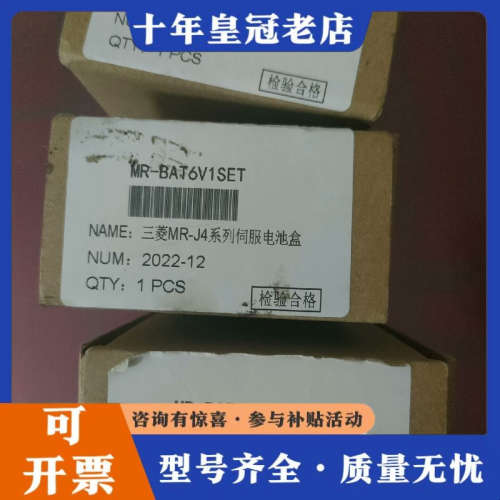 十年皇冠老店
QTY: 1 PCS
检验合格
MR-BAT6V1SET
NAME: 三菱MR-J4系列伺服电池盒
NUM: 2022-12
QTY: 1 PCS
检验合格
可开票
咨询有惊喜·参与补贴活动
型号齐全·质量无忧